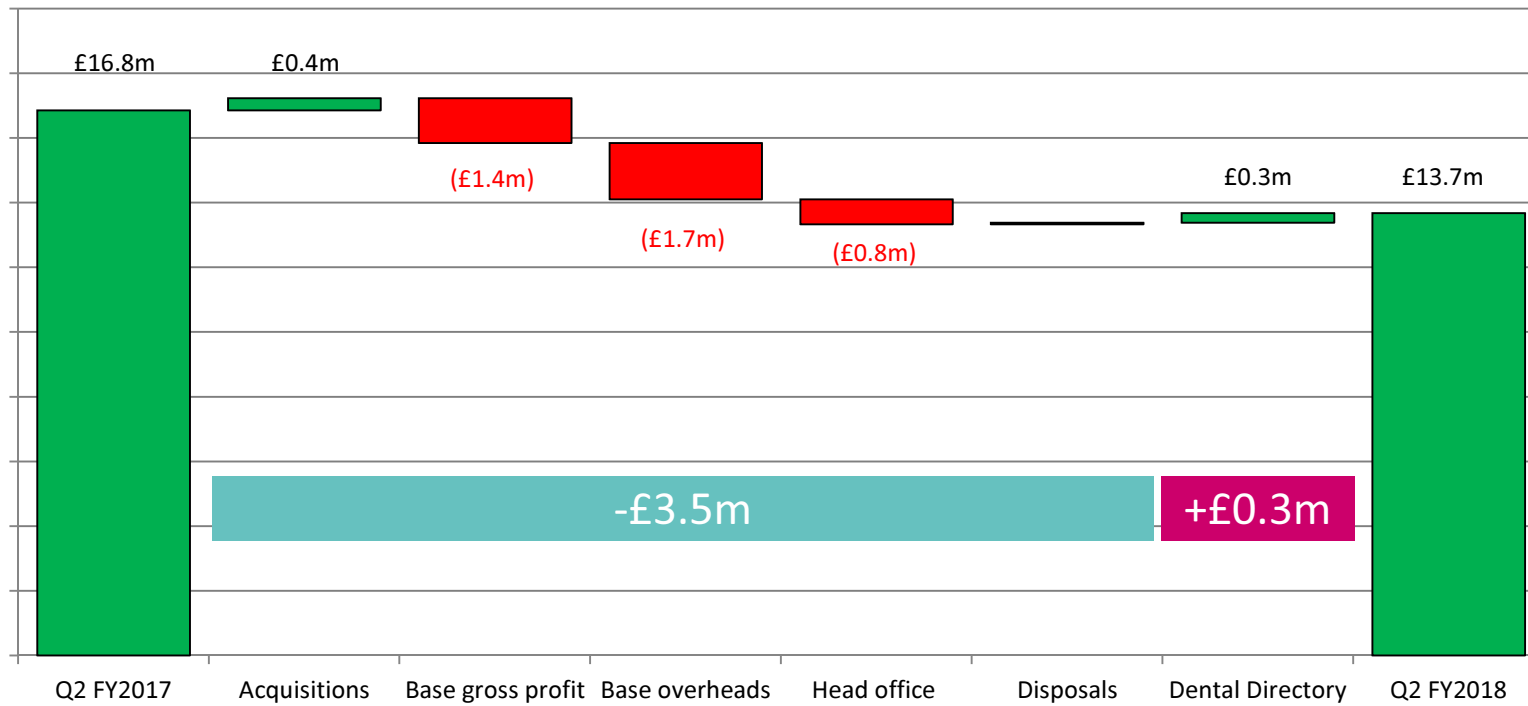 £16.8m
£0.4m
(£1.4m)
(£1.7m)
(£0.8m)
£0.3m
£13.7m
-£3.5m
+£0.3m
Q2 FY2017
Acquisitions
Base gross profit
Base overheads
Head office
Disposals
Dental Directory
Q2 FY2018